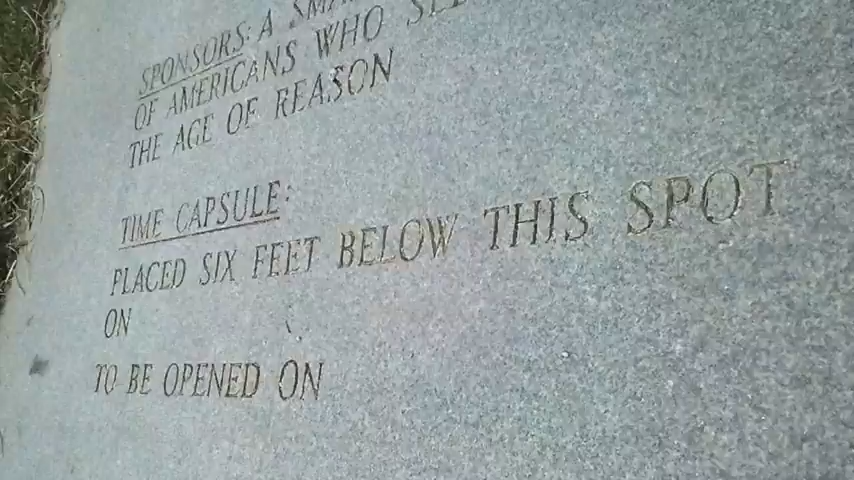 SPONSORS: A
OF AMERICANS WHO
THE AGE OF REASON
TIME CAPSULE:
PLACED SIX FEET BELOW THIS SPOT
ON
TO BE OPENED ON